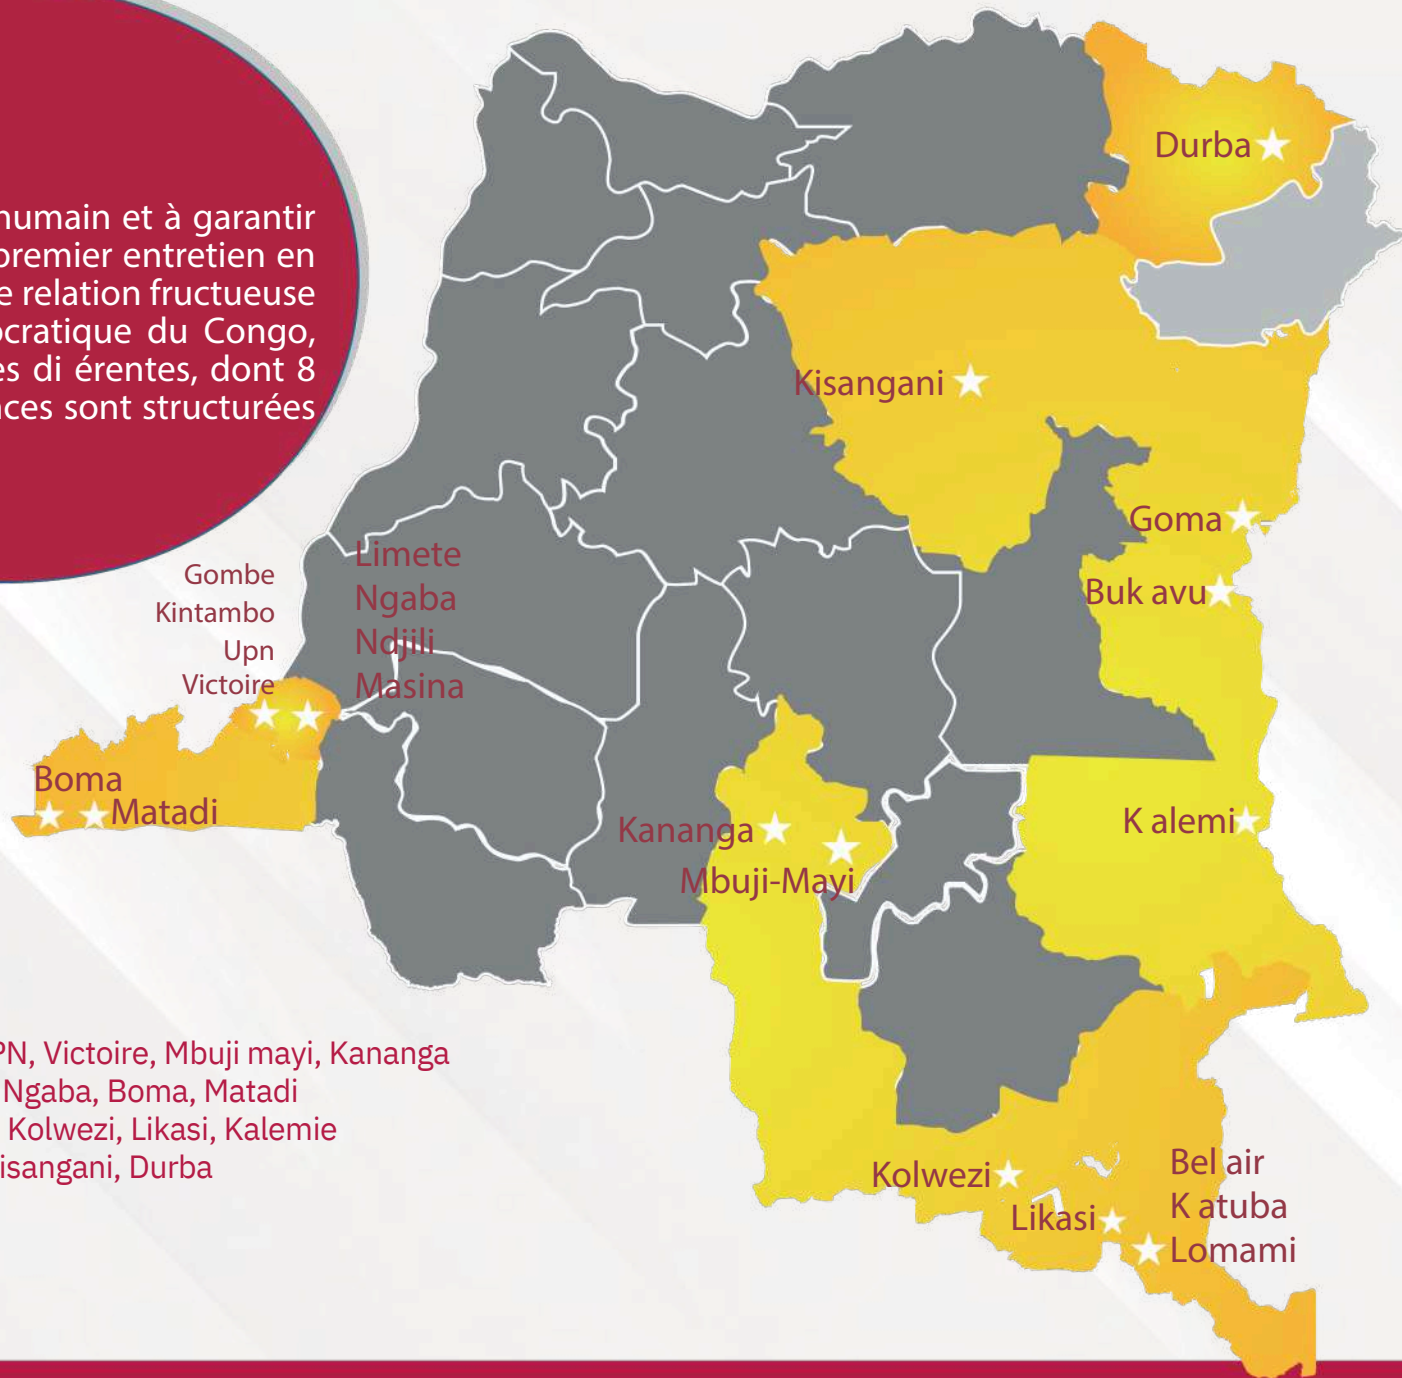 humain et à garantir
premier entretien en
e relation fructueuse
ocratique du Congo,
es di érentes, dont 8
nces sont structurées
Durba
Kisangani
Goma
Buk avu
Gombe
Kintambo
Upn
Victoire
Limete
Ngaba
Ndjili
Masina
Boma
Matadi
Kananga
Mbuji-Mayi
K alemi
PN, Victoire, Mbuji mayi, Kananga
Ngaba, Boma, Matadi
Kolwezi, Likasi, Kalemie
isangani, Durba
Kolwezi
Likasi
Bel air
K atuba
Lomami